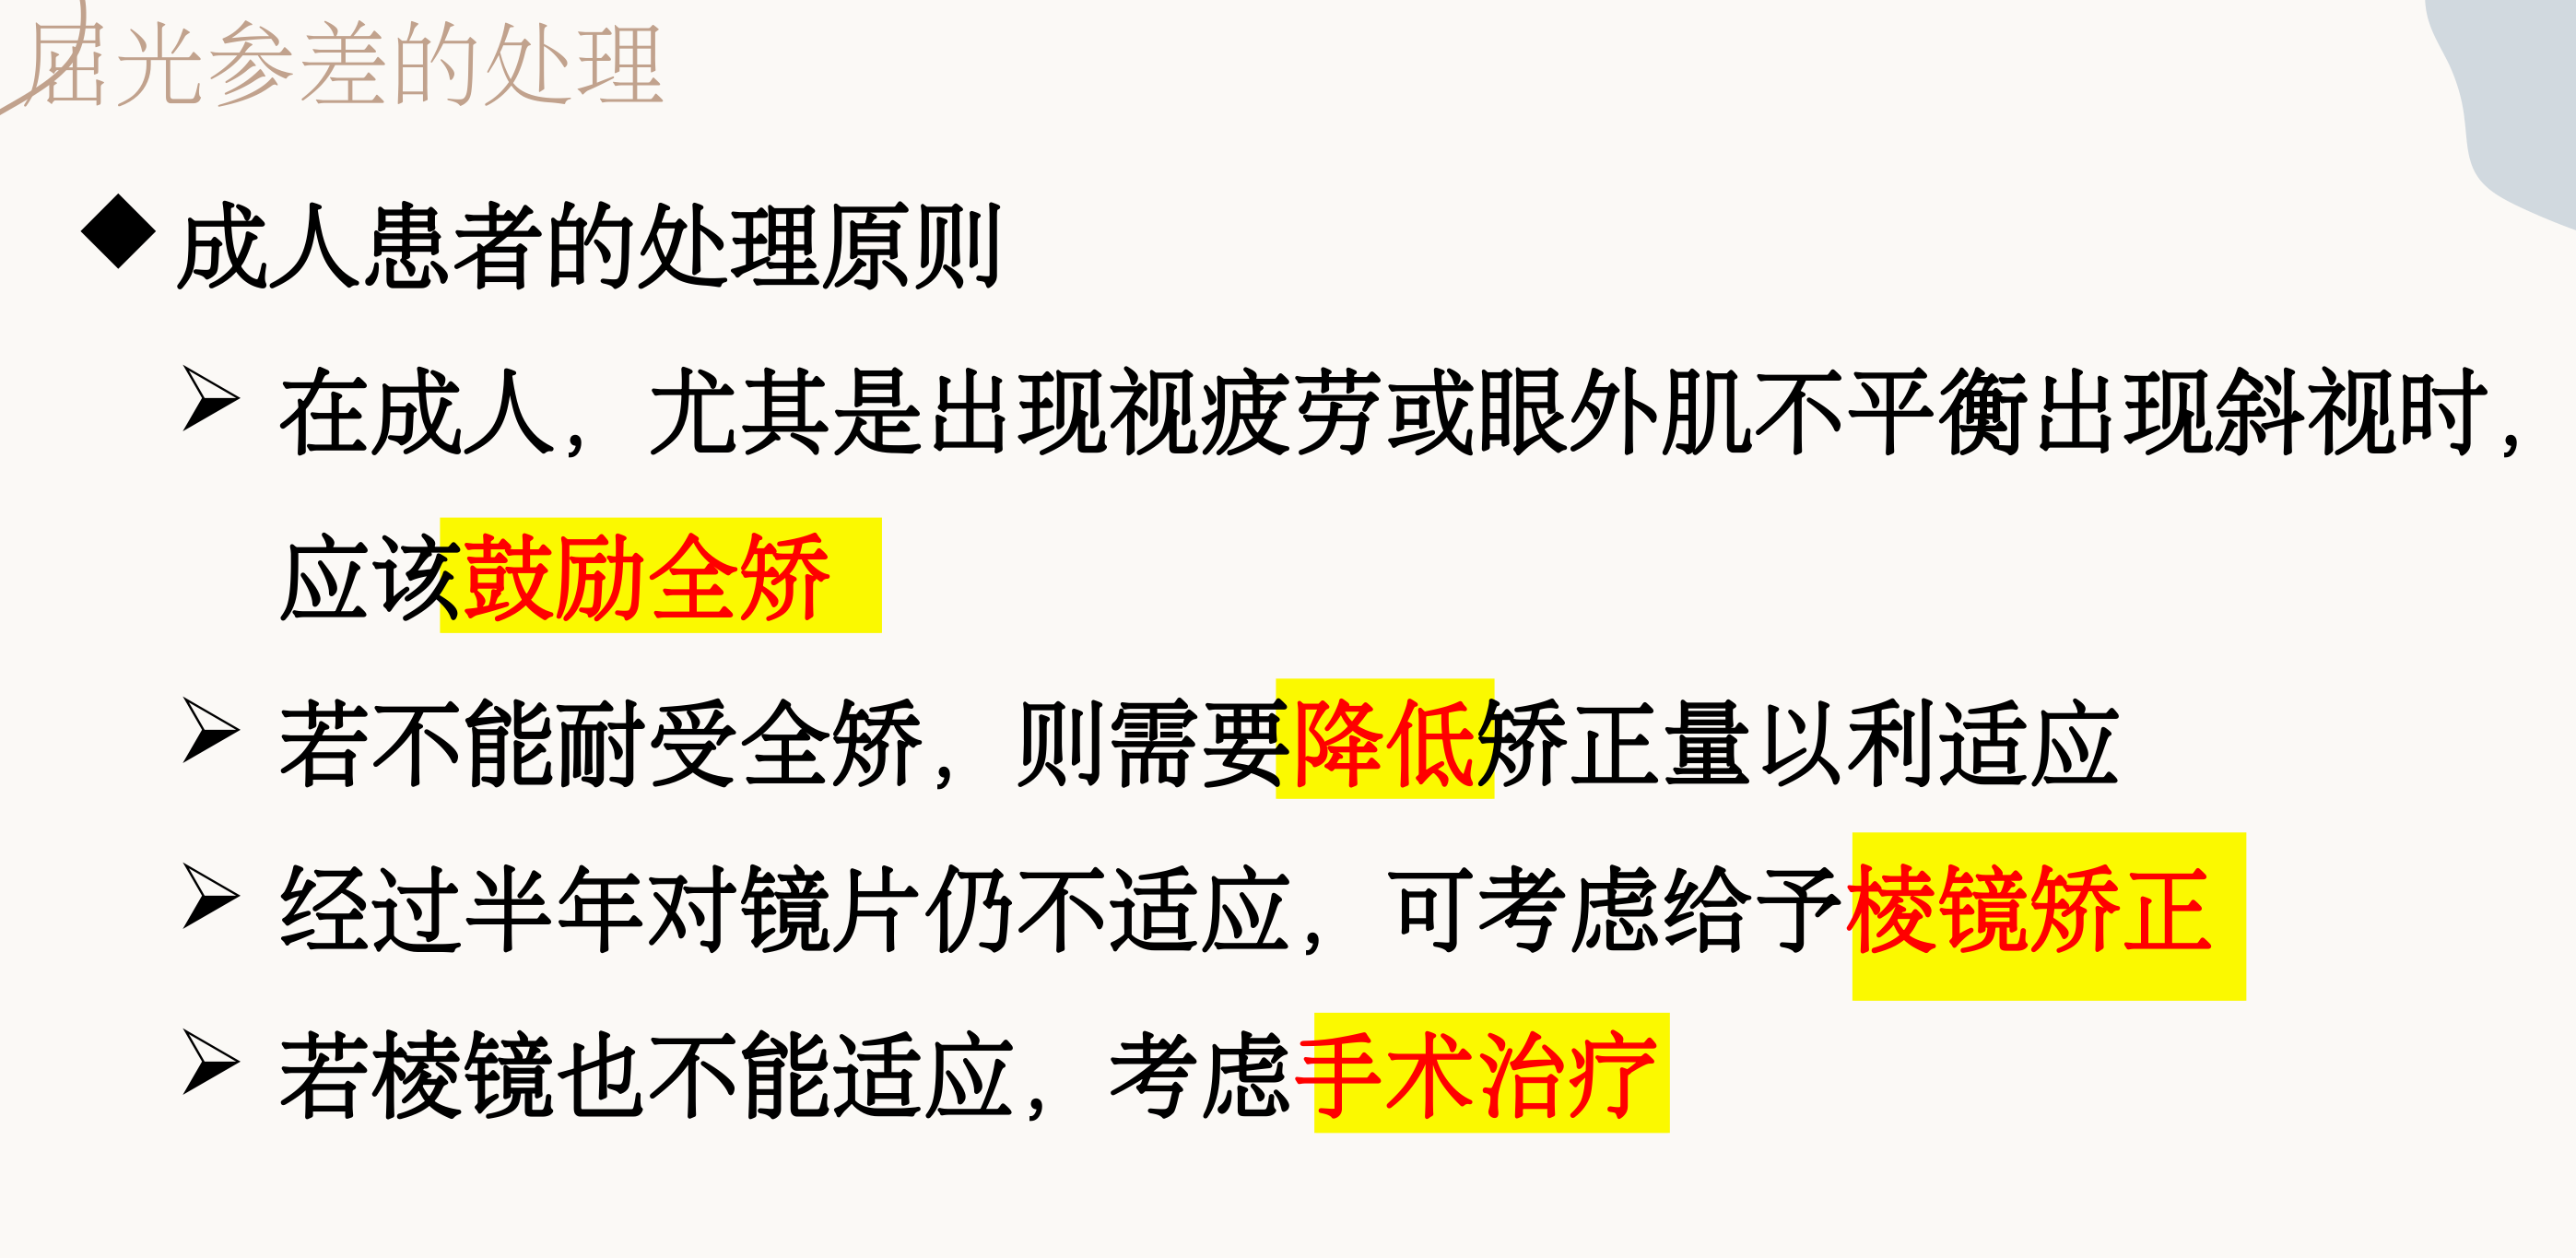 屈光参差的处理
成人患者的处理原则
在成人，尤其是出现视疲劳或眼外肌不平衡出现斜视时，
应该鼓励全矫
若不能耐受全矫，则需要降低矫正量以利适应
经过半年对镜片仍不适应，可考虑给予棱镜矫正
若棱镜也不能适应，考虑手术治疗